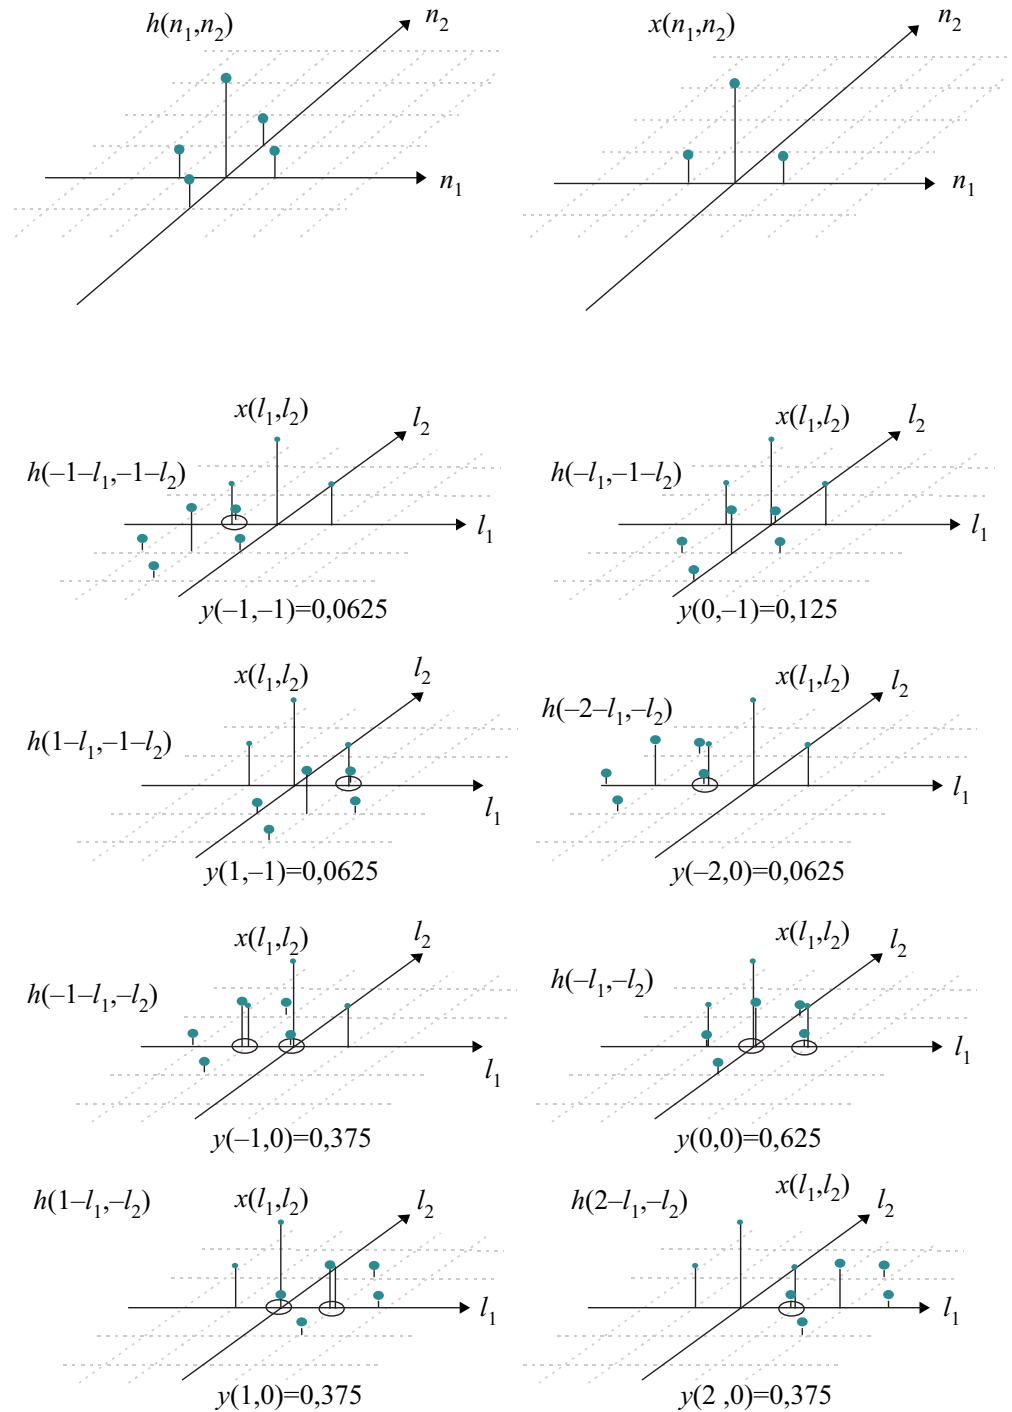 h(n1,n2)
n2
x(n1,n2)
n2
n1
n1
x(l1,l2)
l2
x(l1,l2)
l2
h(–1–l1,–1–l2)
h(–l1,–1–l2)
l1
l1
y(–1,–1)=0,0625
y(0,–1)=0,125
x(l1,l2)
l2
x(l1,l2)
l2
h(1–l1,–1–l2)
h(–2–l1,–l2)
l1
l1
y(1,–1)=0,0625
y(–2,0)=0,0625
x(l1,l2)
l2
x(l1,l2)
l2
h(–1–l1,–l2)
h(–l1,–l2)
l1
l1
y(–1,0)=0,375
y(0,0)=0,625
h(1–l1,–l2)
x(l1,l2)
l2
h(2–l1,–l2)
x(l1,l2)
l2
l1
l1
y(1,0)=0,375
y(2 ,0)=0,375